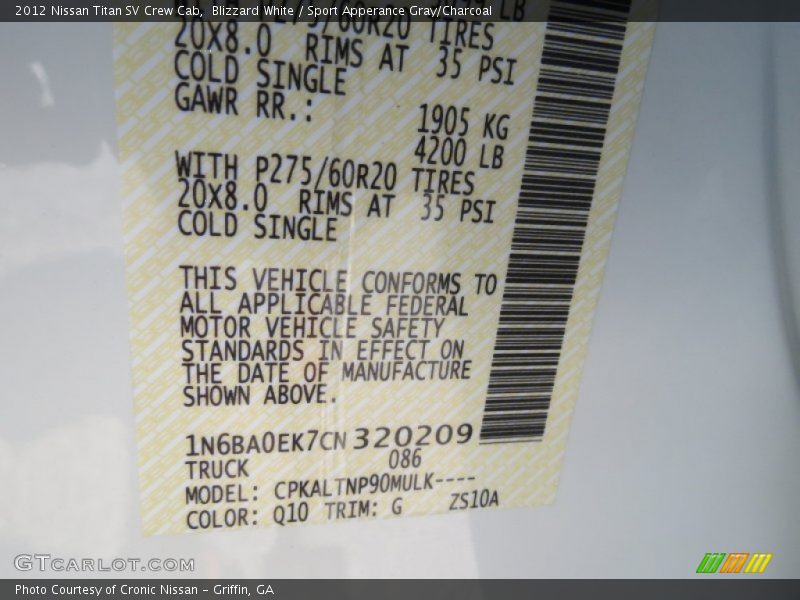 2012 Nissan Titan SV Crew Cab, Blizzard White / Sport Apperance Gray/Charcoal
P275/60R20 TIRES LB
20X8.0 RIMS AT 35 PSI
COLD SINGLE
GAWR RR.: 1905 KG
4200 LB
WITH P275/60R20 TIRES
20X8.0 RIMS AT 35 PSI
COLD SINGLE
THIS VEHICLE CONFORMS TO
ALL APPLICABLE FEDERAL
MOTOR VEHICLE SAFETY
STANDARDS IN EFFECT ON
THE DATE OF MANUFACTURE
SHOWN ABOVE.
1N6BA0EK7CN320209
TRUCK 086
MODEL: CPKALTNP90MULK----
COLOR: Q10 TRIM: G ZS10A
GTCARLOT.COM
Photo Courtesy of Cronic Nissan - Griffin, GA